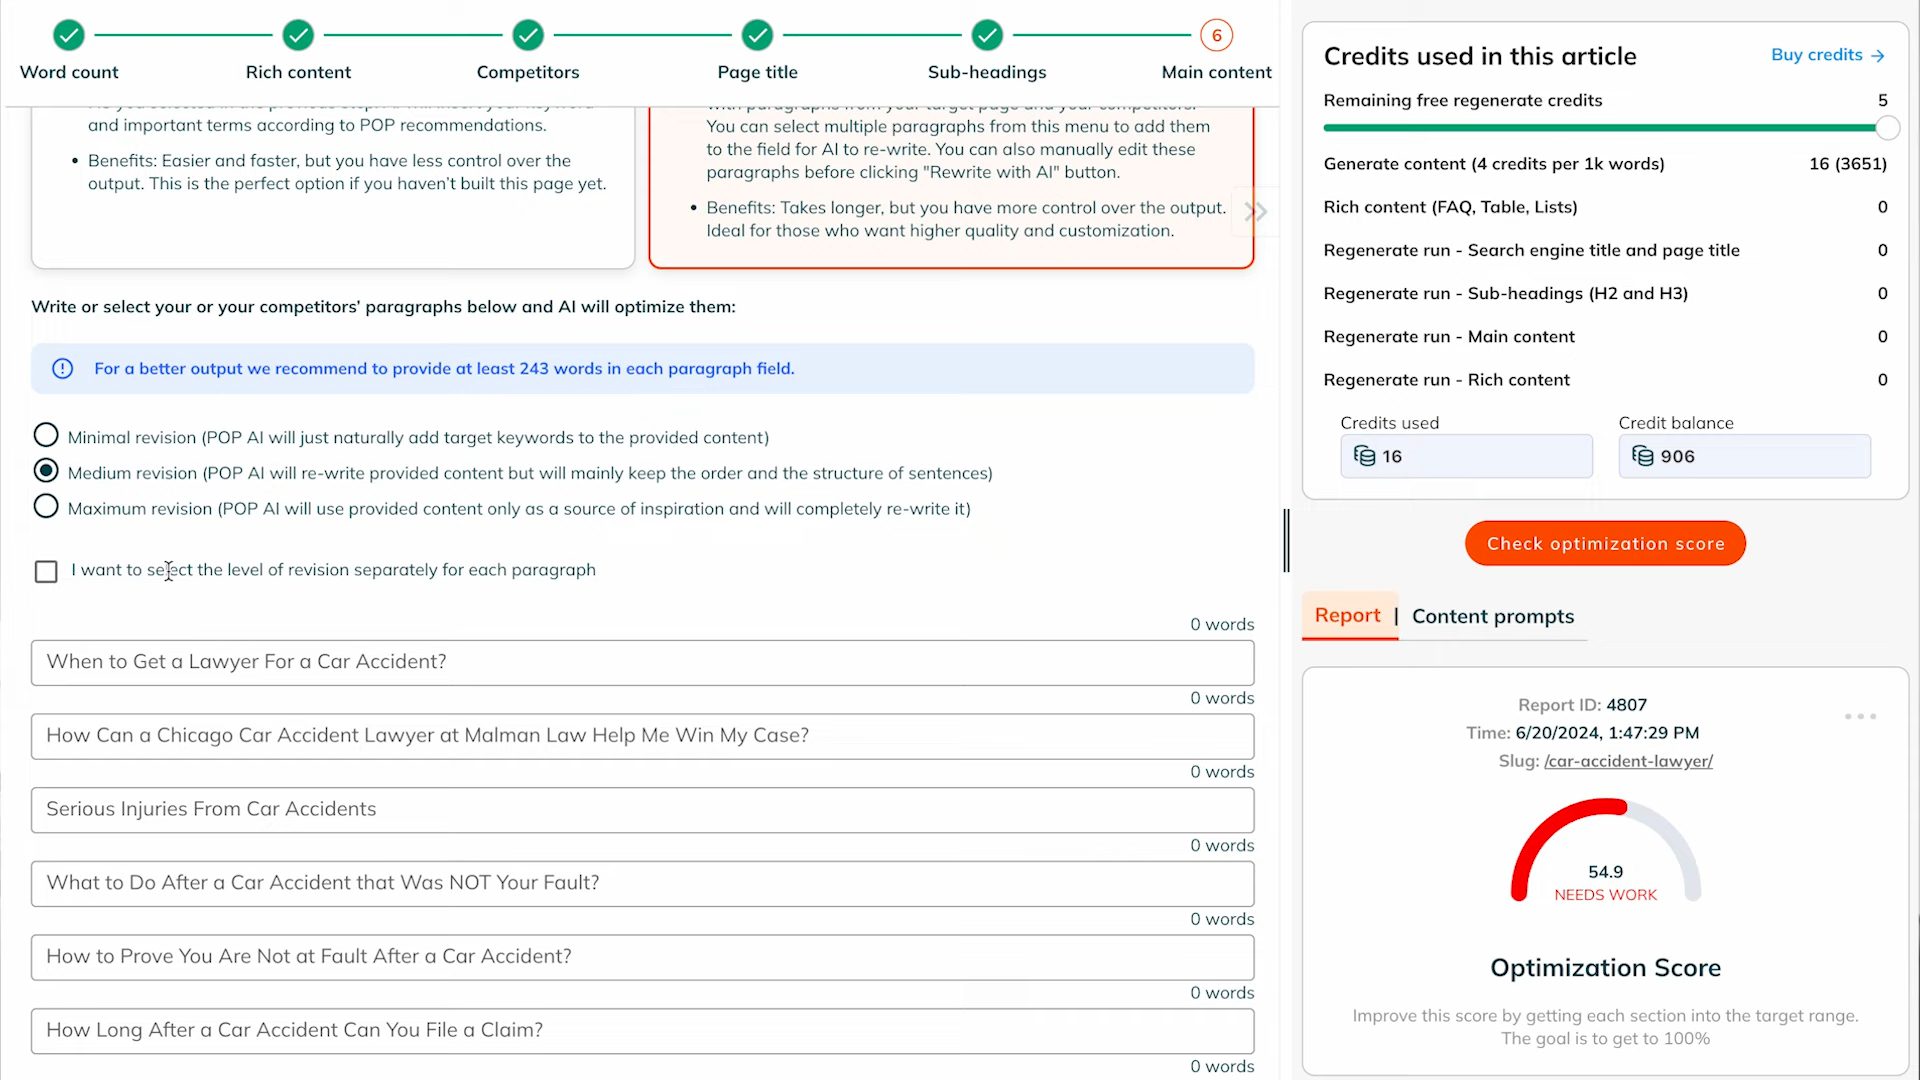 6
Word count
Rich content
Competitors
Page title
Sub-headings
Main content
and important terms according to POP recommendations.
• Benefits: Easier and faster, but you have less control over the
output. This is the perfect option if you haven’t built this page yet.
with paragraphs from your target page and your competitors.
You can select multiple paragraphs from this menu to add them
to the field for AI to re-write. You can also manually edit these
paragraphs before clicking "Rewrite with AI" button.
• Benefits: Takes longer, but you have more control over the output.
Ideal for those who want higher quality and customization.
Write or select your or your competitors’ paragraphs below and AI will optimize them:
For a better output we recommend to provide at least 243 words in each paragraph field.
Minimal revision (POP AI will just naturally add target keywords to the provided content)
Medium revision (POP AI will re-write provided content but will mainly keep the order and the structure of sentences)
Maximum revision (POP AI will use provided content only as a source of inspiration and will completely re-write it)
I want to select the level of revision separately for each paragraph
0 words
When to Get a Lawyer For a Car Accident?
0 words
How Can a Chicago Car Accident Lawyer at Malman Law Help Me Win My Case?
0 words
Serious Injuries From Car Accidents
0 words
What to Do After a Car Accident that Was NOT Your Fault?
0 words
How to Prove You Are Not at Fault After a Car Accident?
0 words
How Long After a Car Accident Can You File a Claim?
0 words
Credits used in this article
Buy credits →
Remaining free regenerate credits 5
Generate content (4 credits per 1k words) 16 (3651)
Rich content (FAQ, Table, Lists) 0
Regenerate run - Search engine title and page title 0
Regenerate run - Sub-headings (H2 and H3) 0
Regenerate run - Main content 0
Regenerate run - Rich content 0
Credits used
16
Credit balance
906
Check optimization score
Report | Content prompts
Report ID: 4807
Time: 6/20/2024, 1:47:29 PM
Slug: /car-accident-lawyer/
54.9
NEEDS WORK
Optimization Score
Improve this score by getting each section into the target range.
The goal is to get to 100%